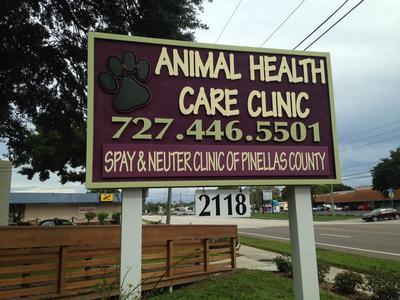 ANIMAL HEALTH
CARE CLINIC
727.446.5501
SPAY & NEUTER CLINIC OF PINELLAS COUNTY
2118